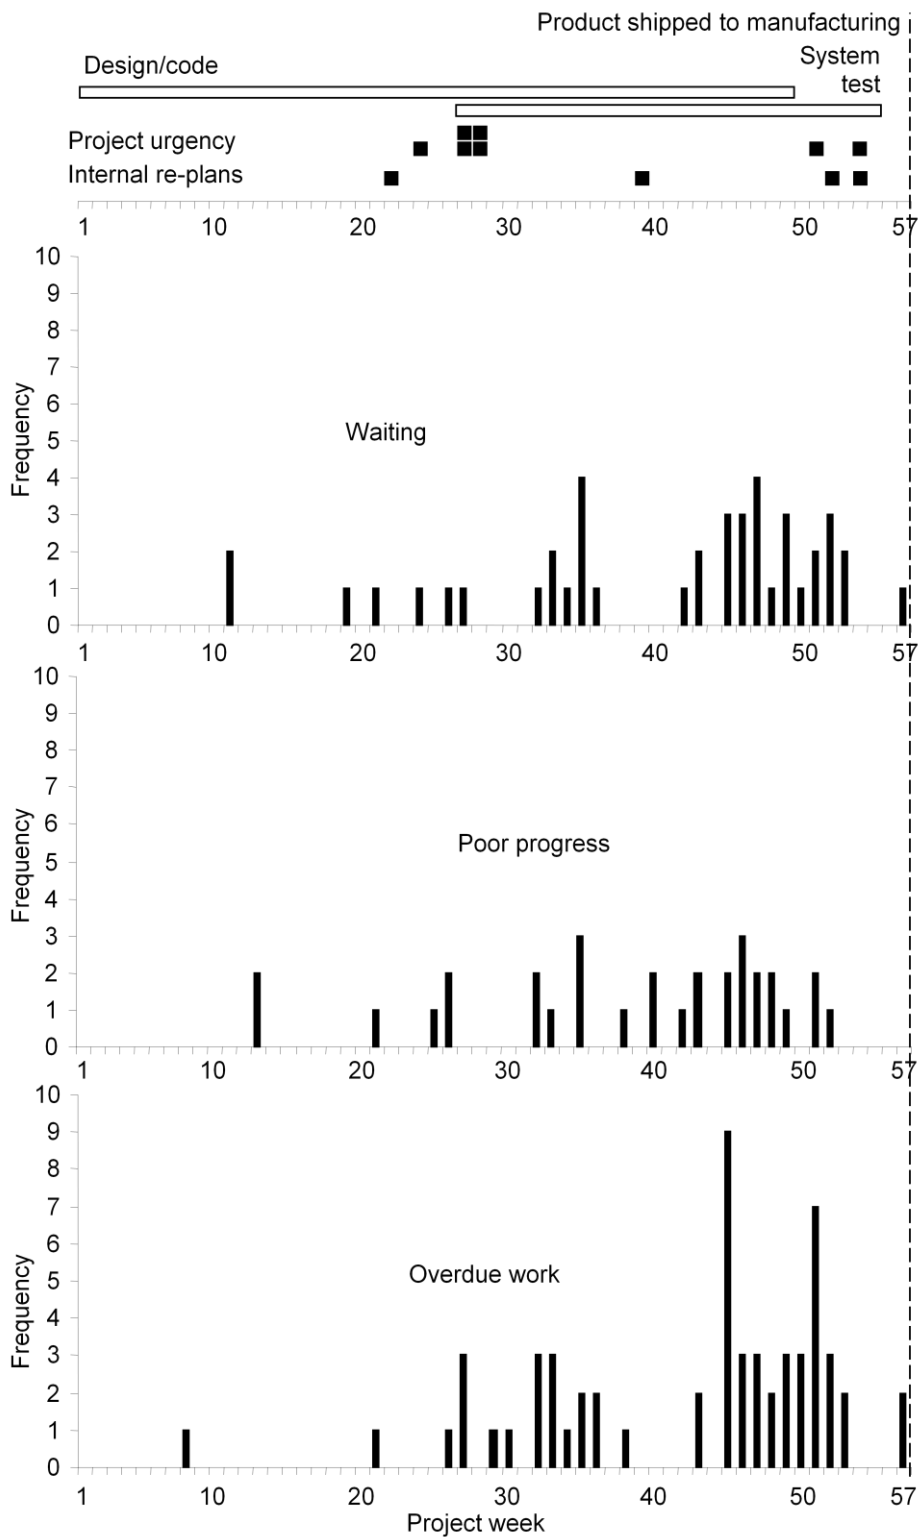 Product shipped to manufacturing
Design/code
System
test
Project urgency
Internal re-plans
1 10 20 30 40 50 57
10
9
8
7
6
5
4
3
2
1
0
Frequency
Waiting
1 10 20 30 40 50 57
10
9
8
7
6
5
4
3
2
1
0
Frequency
Poor progress
1 10 20 30 40 50 57
10
9
8
7
6
5
4
3
2
1
0
Frequency
Overdue work
1 10 20 30 40 50 57
Project week